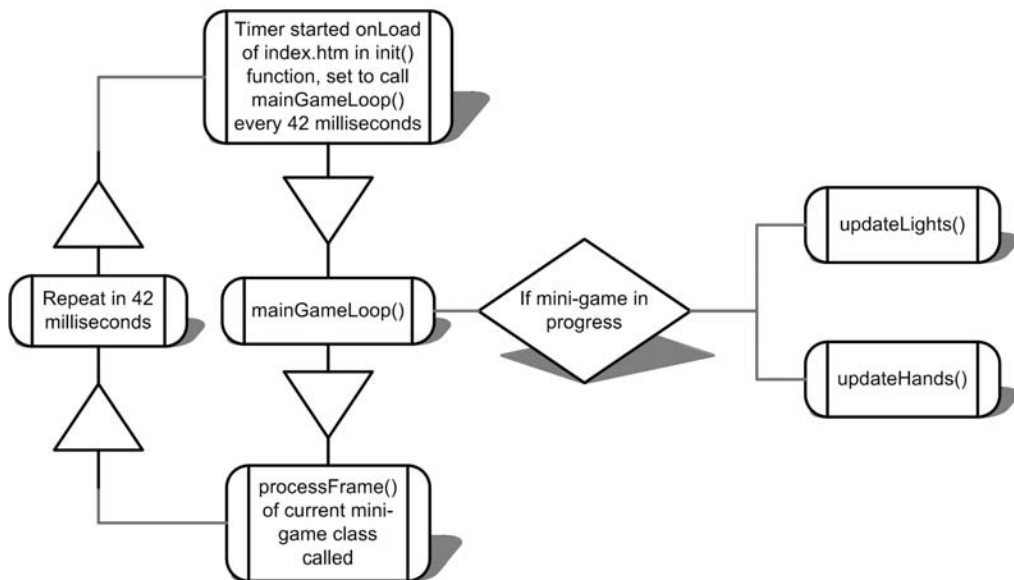 Timer started onLoad
of index.htm in init()
function, set to call
mainGameLoop()
every 42 milliseconds
updateLights()
If mini-game in
progress
Repeat in 42
milliseconds
mainGameLoop()
updateHands()
processFrame()
of current mini-
game class
called